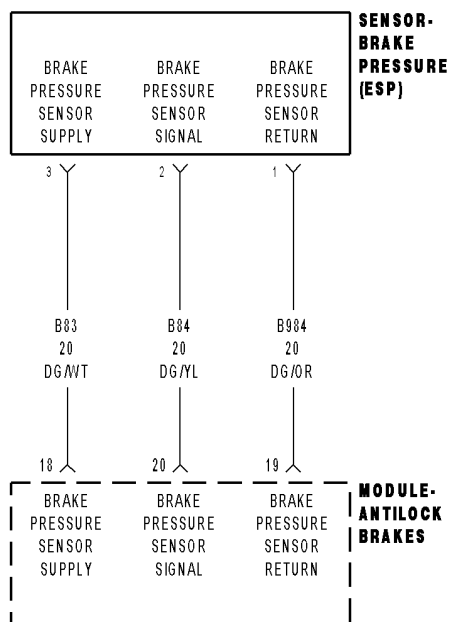 SENSOR-
BRAKE
PRESSURE
(ESP)
BRAKE BRAKE BRAKE
PRESSURE PRESSURE PRESSURE
SENSOR SENSOR SENSOR
SUPPLY SIGNAL RETURN
3 2 1
B83 B84 B984
20 20 20
DG/WT DG/YL DG/OR
18 20 19
MODULE-
ANTILOCK
BRAKES
BRAKE BRAKE BRAKE
PRESSURE PRESSURE PRESSURE
SENSOR SENSOR SENSOR
SUPPLY SIGNAL RETURN